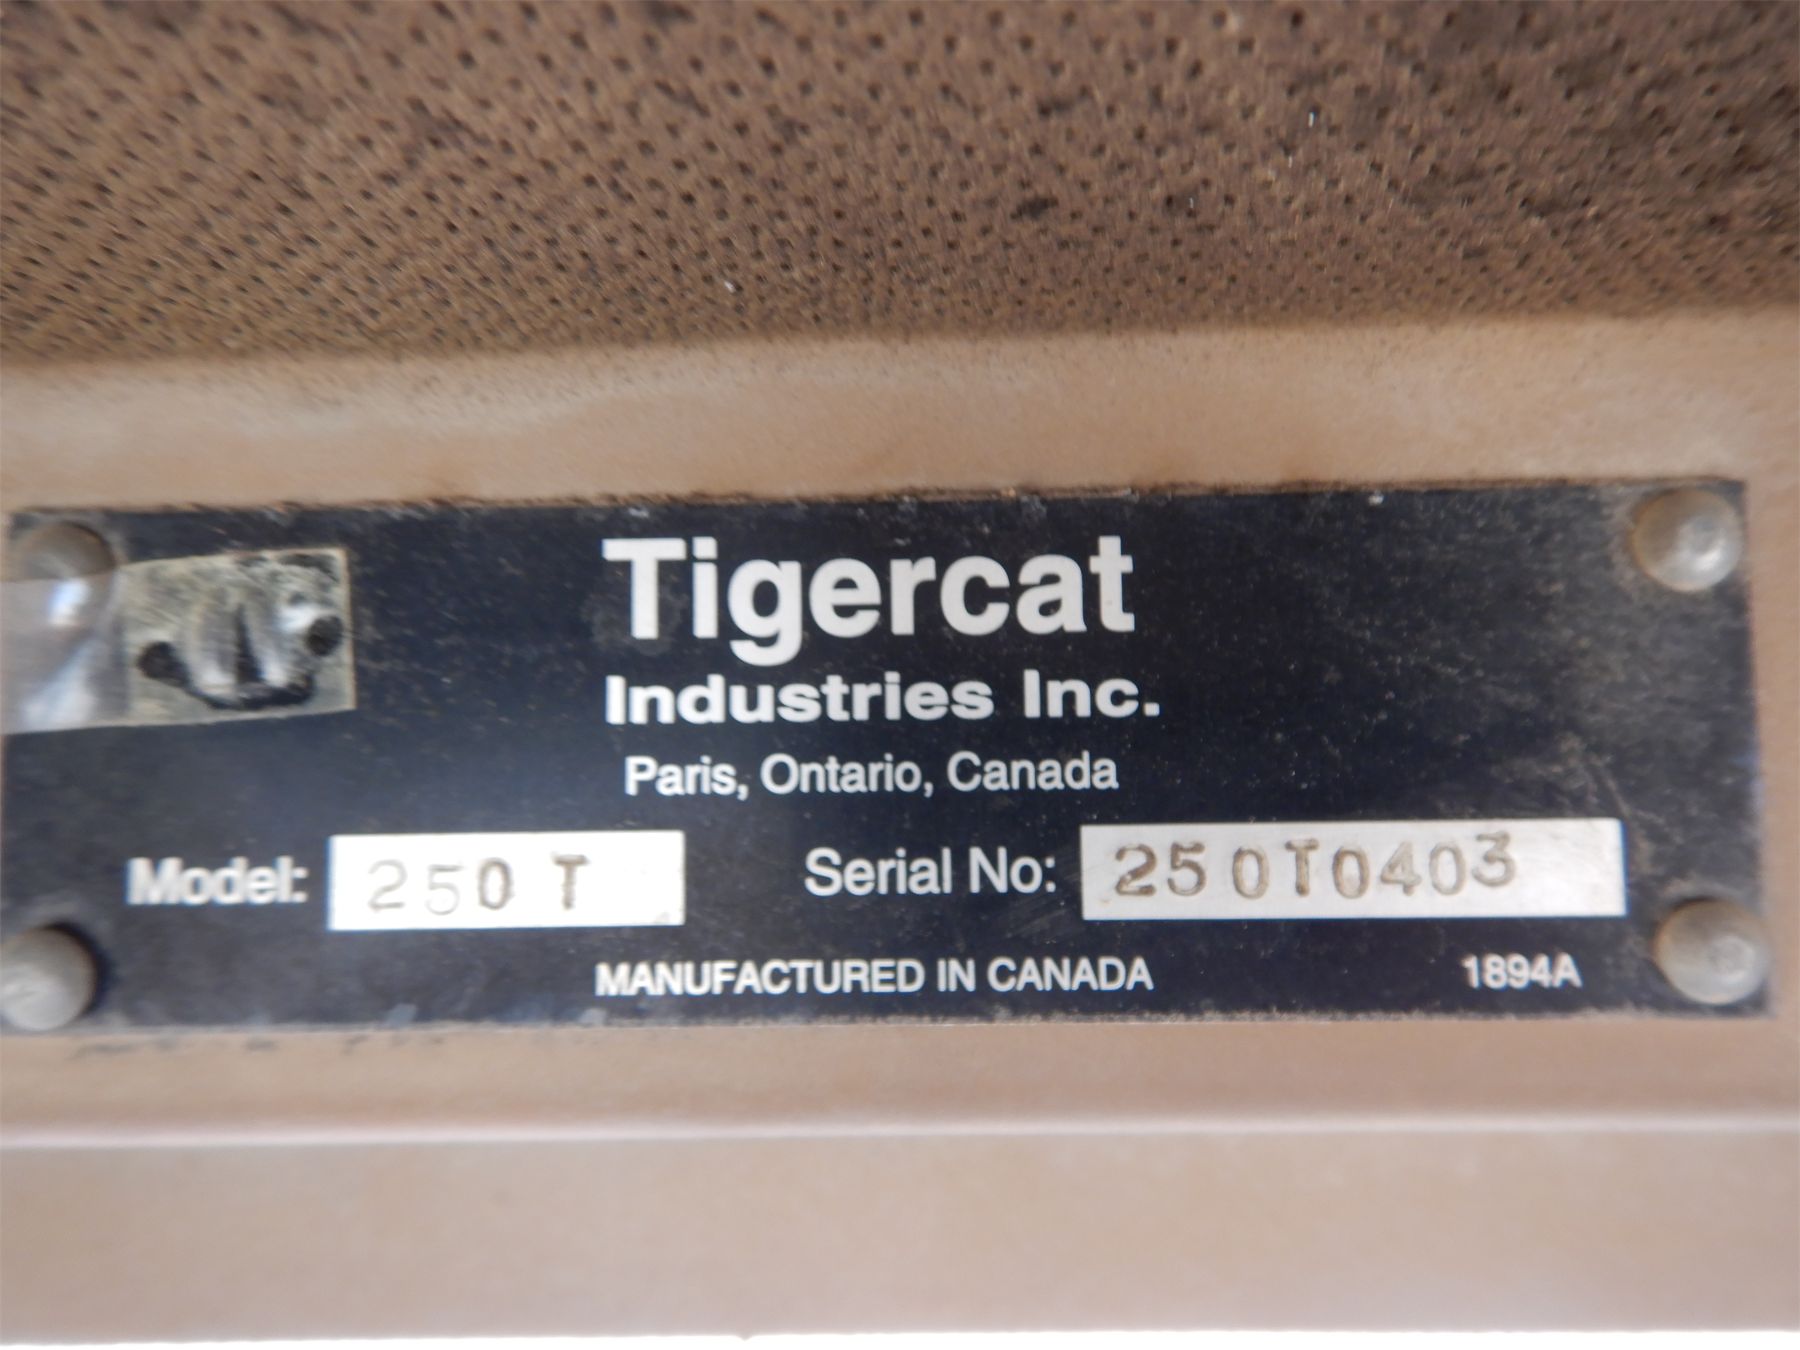 Tigercat
Industries Inc.
Paris, Ontario, Canada
Model: 250 T Serial No: 250T0403
MANUFACTURED IN CANADA 1894A